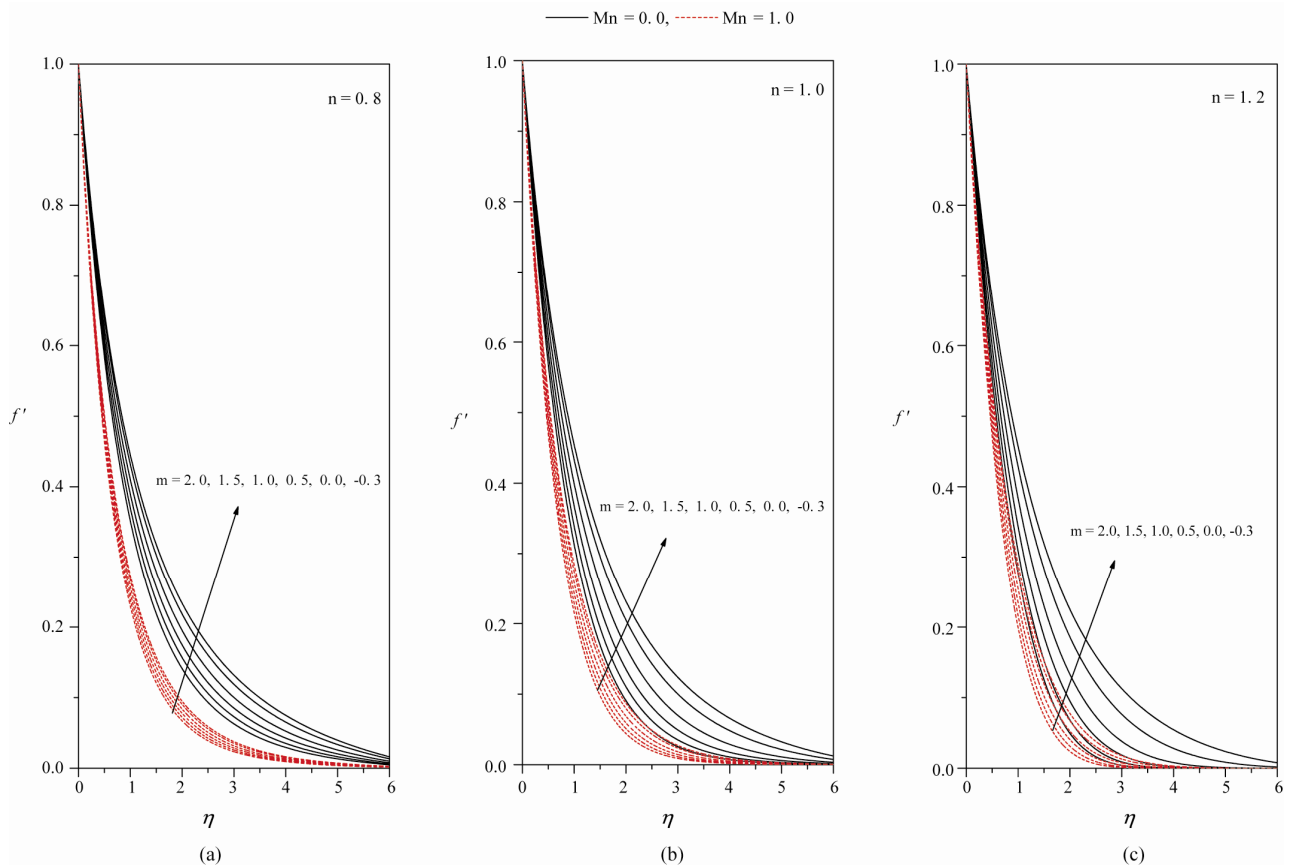 Mn = 0. 0, Mn = 1. 0
n = 0. 8
1.0
0.8
0.6
f'
m = 2. 0, 1. 5, 1. 0, 0. 5, 0. 0, -0. 3
0.4
0.2
0.0
0 1 2 3 4 5 6
η
(a)
n = 1. 0
1.0
0.8
0.6
f'
m = 2. 0, 1. 5, 1. 0, 0. 5, 0. 0, -0. 3
0.4
0.2
0.0
0 1 2 3 4 5 6
η
(b)
n = 1. 2
1.0
0.8
0.6
f'
m = 2.0, 1.5, 1.0, 0.5, 0.0, -0.3
0.4
0.2
0.0
0 1 2 3 4 5 6
η
(c)